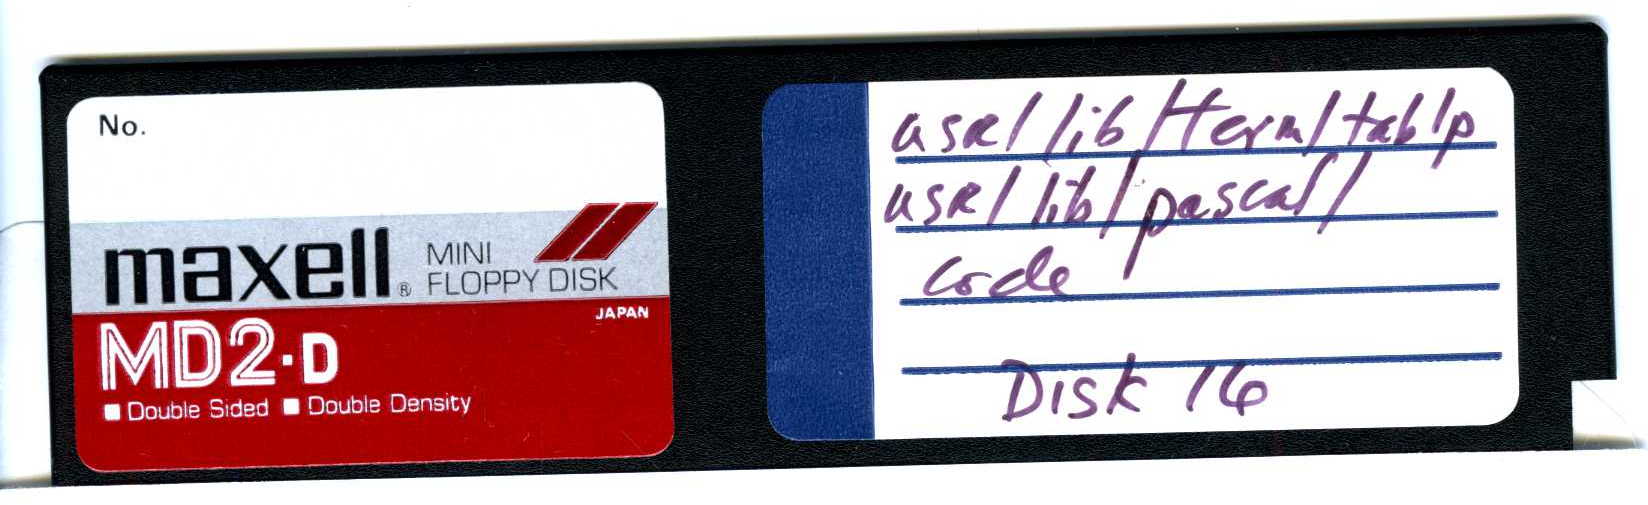 No.
maxell® MINI FLOPPY DISK
JAPAN
MD2-D
Double Sided Double Density
usr/lib/term/tablp
usr/lib/pascal/
code
Disk 16